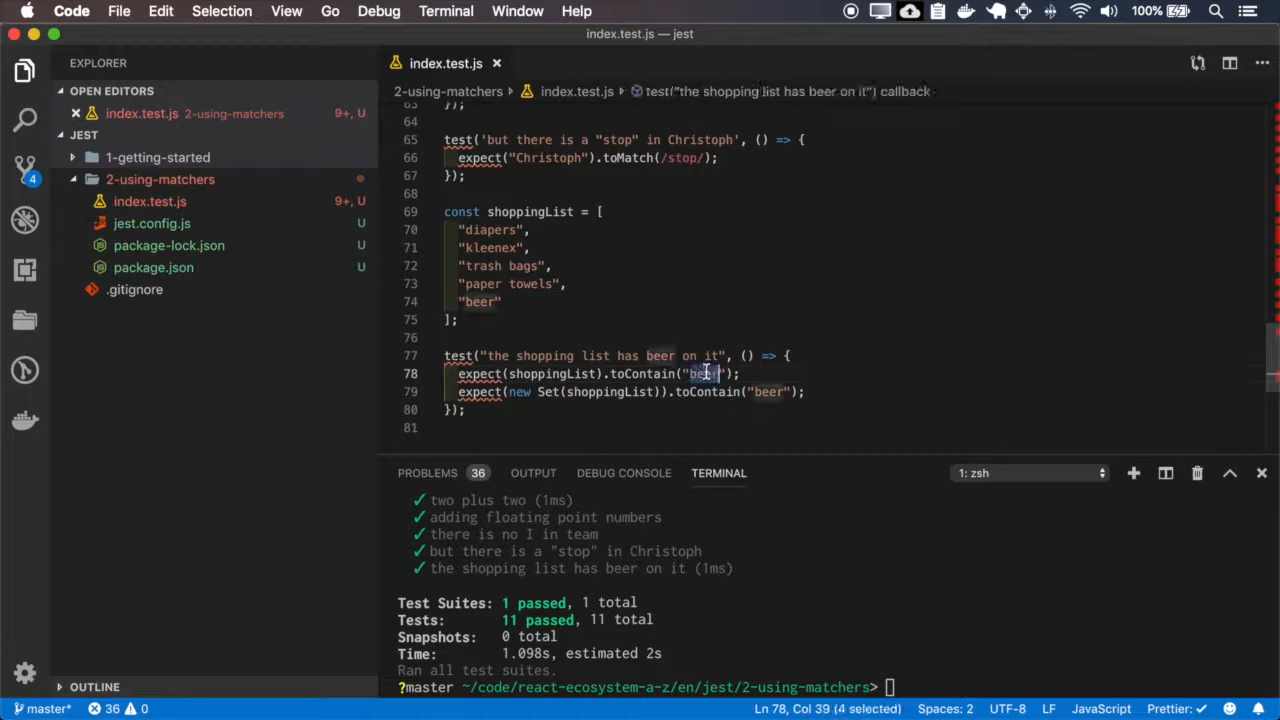 Code File Edit Selection View Go Debug Terminal Window Help 100%
index.test.js — jest
EXPLORER
OPEN EDITORS
index.test.js 2-using-matchers 9+, U
JEST
1-getting-started
2-using-matchers
index.test.js 9+, U
jest.config.js U
package-lock.json U
package.json U
.gitignore
4
OUTLINE
index.test.js
2-using-matchers index.test.js test("the shopping list has beer on it") callback
63 });
64
65 test('but there is a "stop" in Christoph', () => {
66 expect("Christoph").toMatch(/stop/);
67 });
68
69 const shoppingList = [
70 "diapers",
71 "kleenex",
72 "trash bags",
73 "paper towels",
74 "beer"
75 ];
76
77 test("the shopping list has beer on it", () => {
78 expect(shoppingList).toContain("beer");
79 expect(new Set(shoppingList)).toContain("beer");
80 });
81
PROBLEMS 36 OUTPUT DEBUG CONSOLE TERMINAL 1: zsh
✓ two plus two (1ms)
✓ adding floating point numbers
✓ there is no I in team
✓ but there is a "stop" in Christoph
✓ the shopping list has beer on it (1ms)
Test Suites: 1 passed, 1 total
Tests: 11 passed, 11 total
Snapshots: 0 total
Time: 1.098s, estimated 2s
Ran all test suites.
?master ~/code/react-ecosystem-a-z/en/jest/2-using-matchers>
master* 36 0 Ln 78, Col 39 (4 selected) Spaces: 2 UTF-8 LF JavaScript Prettier: ✓